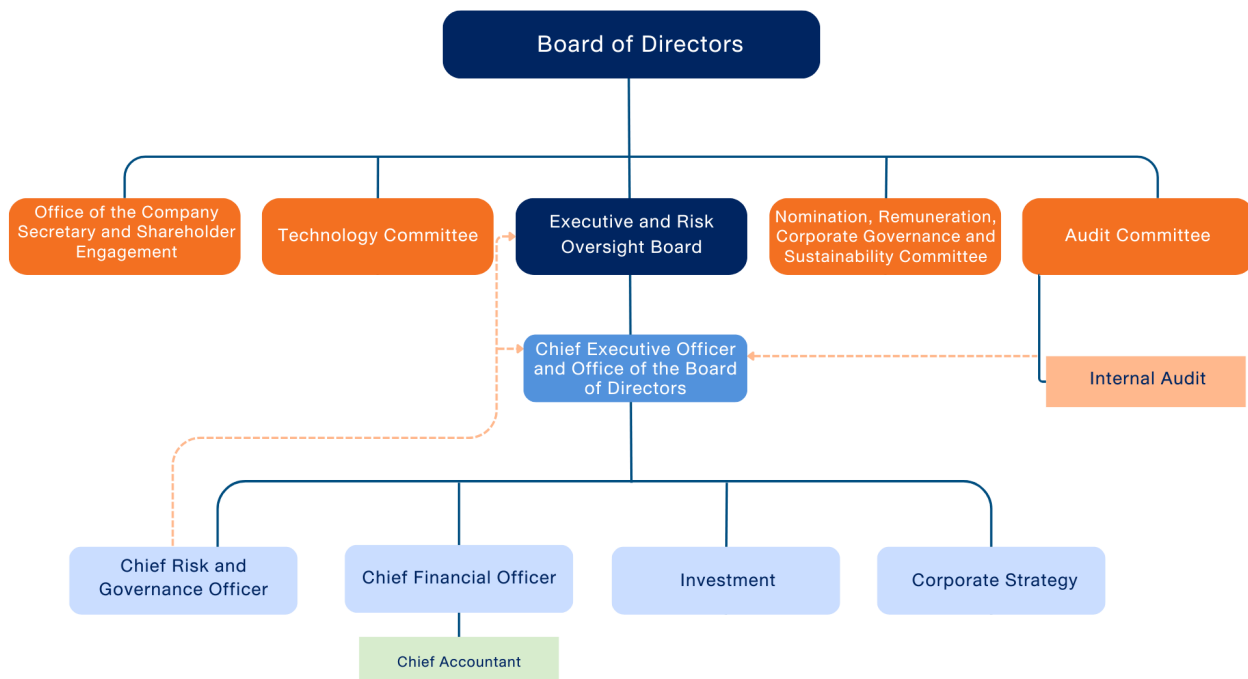 Board of Directors
Office of the Company
Secretary and Shareholder
Engagement
Technology Committee
Executive and Risk
Oversight Board
Nomination, Remuneration,
Corporate Governance and
Sustainability Committee
Audit Committee
Chief Executive Officer
and Office of the Board
of Directors
Internal Audit
Chief Risk and
Governance Officer
Chief Financial Officer
Investment
Corporate Strategy
Chief Accountant